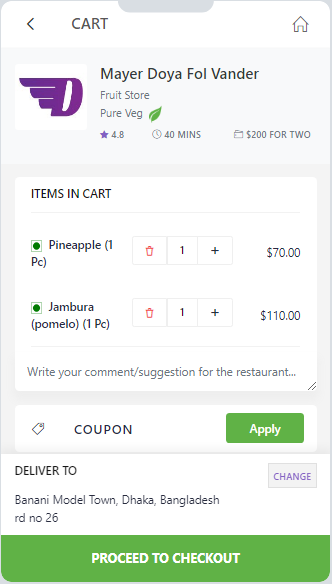 CART
Mayer Doya Fol Vander
Fruit Store
Pure Veg
4.8 40 MINS $200 FOR TWO
ITEMS IN CART
Pineapple (1
Pc) 1 + $70.00
Jambura
(pomelo) (1 Pc) 1 + $110.00
Write your comment/suggestion for the restaurant...
COUPON Apply
DELIVER TO CHANGE
Banani Model Town, Dhaka, Bangladesh
rd no 26
PROCEED TO CHECKOUT